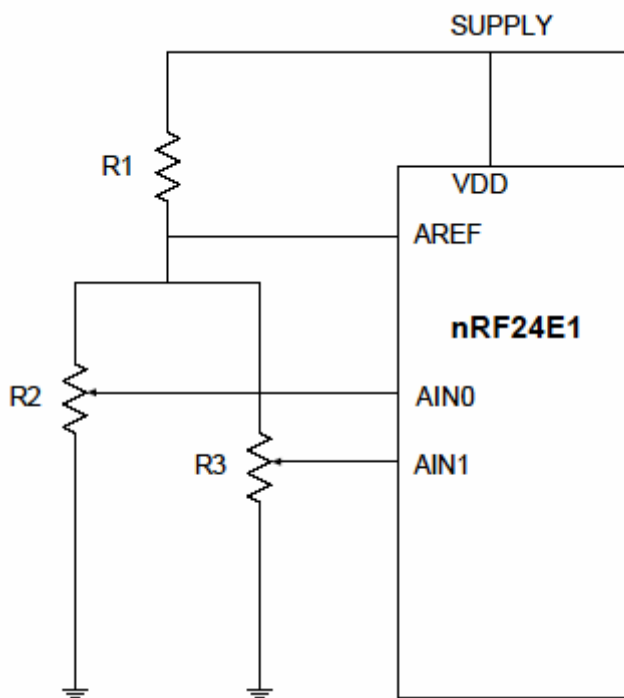 SUPPLY
R1
VDD
AREF
nRF24E1
R2
AIN0
R3
AIN1